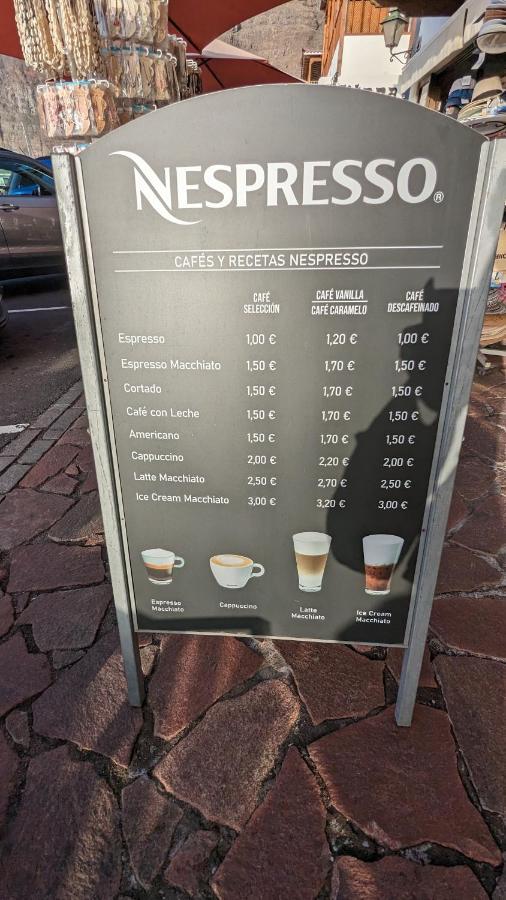 NESPRESSO®
CAFÉS Y RECETAS NESPRESSO
CAFÉ SELECCIÓN CAFÉ VANILLA CAFÉ CARAMELO CAFÉ DESCAFEINADO
Espresso 1,00 € 1,20 € 1,00 €
Espresso Macchiato 1,50 € 1,70 € 1,50 €
Cortado 1,50 € 1,70 € 1,50 €
Café con Leche 1,50 € 1,70 € 1,50 €
Americano 1,50 € 1,70 € 1,50 €
Cappuccino 2,00 € 2,20 € 2,00 €
Latte Macchiato 2,50 € 2,70 € 2,50 €
Ice Cream Macchiato 3,00 € 3,20 € 3,00 €
Espresso Macchiato
Cappuccino
Latte Macchiato
Ice Cream Macchiato